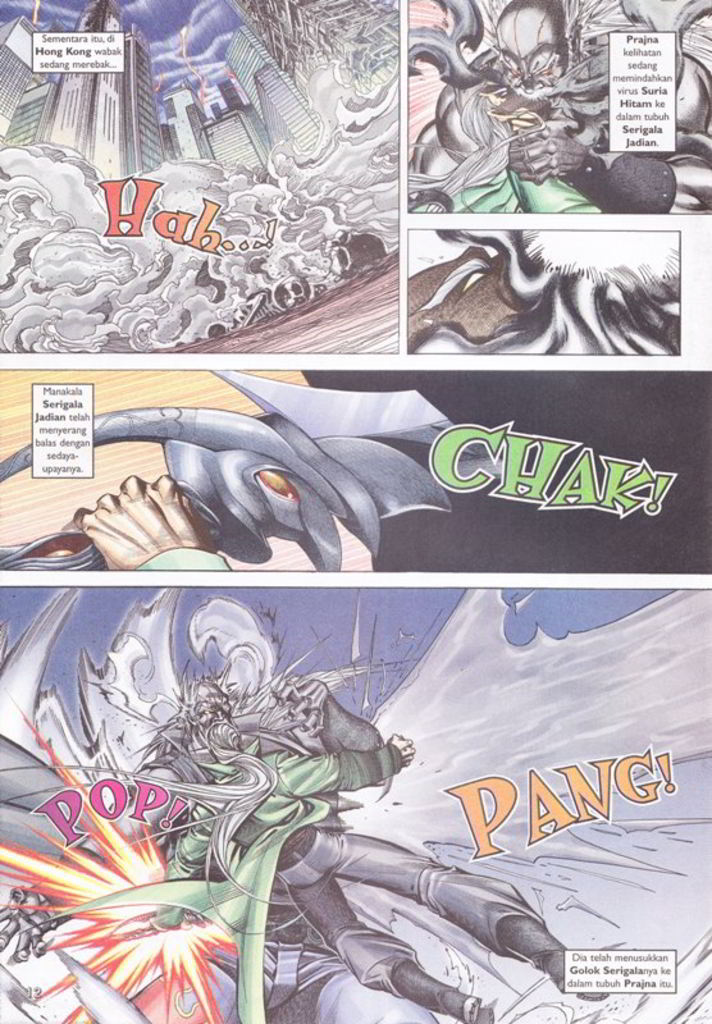 Sementara itu, di
Hong Kong wabak
sedang merebak...
Hah...!
Prajna
kelihatan
sedang
memindahkan
virus Suria
Hitam ke
dalam tubuh
Serigala
Jadian.
Manakala
Serigala
Jadian telah
menyerang
balas dengan
sedaya-
upayanya.
CHAK!
POP!
PANG!
Dia telah menusukkan
Golok Serigalanya ke
dalam tubuh Prajna itu.
12